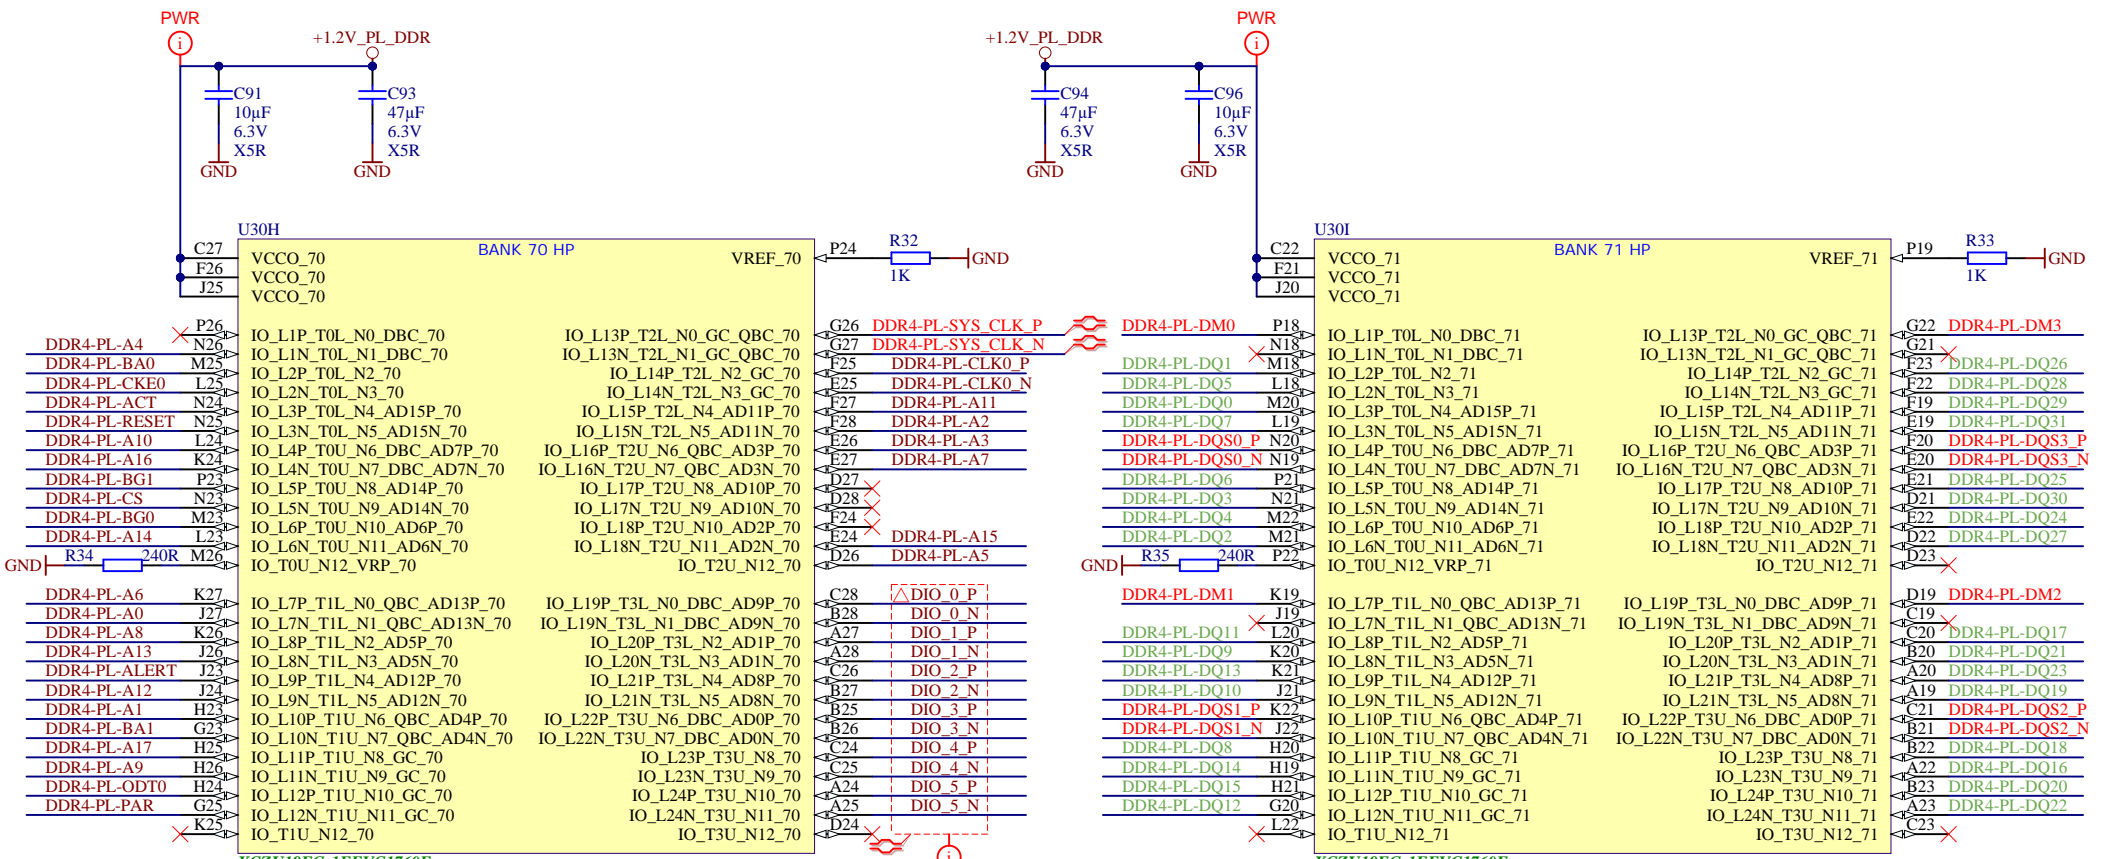 PWR
+1.2V_PL_DDR
C91
10µF
6.3V
X5R
GND
C93
47µF
6.3V
X5R
GND
U30H
BANK 70 HP
C27 VCCO_70
F26 VCCO_70
J25 VCCO_70
VREF_70 P24 R32 1K GND
P26 IO_L1P_T0L_N0_DBC_70
DDR4-PL-A4 N26 IO_L1N_T0L_N1_DBC_70
DDR4-PL-BA0 M25 IO_L2P_T0L_N2_70
DDR4-PL-CKE0 L25 IO_L2N_T0L_N3_70
DDR4-PL-ACT N24 IO_L3P_T0L_N4_AD15P_70
DDR4-PL-RESET N25 IO_L3N_T0L_N5_AD15N_70
DDR4-PL-A10 L24 IO_L4P_T0U_N6_DBC_AD7P_70
DDR4-PL-A16 K24 IO_L4N_T0U_N7_DBC_AD7N_70
DDR4-PL-BG1 P23 IO_L5P_T0U_N8_AD14P_70
DDR4-PL-CS N23 IO_L5N_T0U_N9_AD14N_70
DDR4-PL-BG0 M23 IO_L6P_T0U_N10_AD6P_70
DDR4-PL-A14 L23 IO_L6N_T0U_N11_AD6N_70
GND R34 240R M26 IO_T0U_N12_VRP_70
DDR4-PL-A6 K27 IO_L7P_T1L_N0_QBC_AD13P_70
DDR4-PL-A0 J27 IO_L7N_T1L_N1_QBC_AD13N_70
DDR4-PL-A8 K26 IO_L8P_T1L_N2_AD5P_70
DDR4-PL-A13 J26 IO_L8N_T1L_N3_AD5N_70
DDR4-PL-ALERT J23 IO_L9P_T1L_N4_AD12P_70
DDR4-PL-A12 J24 IO_L9N_T1L_N5_AD12N_70
DDR4-PL-A1 H23 IO_L10P_T1U_N6_QBC_AD4P_70
DDR4-PL-BA1 G23 IO_L10N_T1U_N7_QBC_AD4N_70
DDR4-PL-A17 H25 IO_L11P_T1U_N8_GC_70
DDR4-PL-A9 H26 IO_L11N_T1U_N9_GC_70
DDR4-PL-ODT0 H24 IO_L12P_T1U_N10_GC_70
DDR4-PL-PAR G25 IO_L12N_T1U_N11_GC_70
K25 IO_T1U_N12_70
IO_L13P_T2L_N0_GC_QBC_70 G26 DDR4-PL-SYS_CLK_P
IO_L13N_T2L_N1_GC_QBC_70 G27 DDR4-PL-SYS_CLK_N
IO_L14P_T2L_N2_GC_70 F25 DDR4-PL-CLK0_P
IO_L14N_T2L_N3_GC_70 E25 DDR4-PL-CLK0_N
IO_L15P_T2L_N4_AD11P_70 F27 DDR4-PL-A11
IO_L15N_T2L_N5_AD11N_70 F28 DDR4-PL-A2
IO_L16P_T2U_N6_QBC_AD3P_70 E26 DDR4-PL-A3
IO_L16N_T2U_N7_QBC_AD3N_70 E27 DDR4-PL-A7
IO_L17P_T2U_N8_AD10P_70 D27
IO_L17N_T2U_N9_AD10N_70 D28
IO_L18P_T2U_N10_AD2P_70 F24
IO_L18N_T2U_N11_AD2N_70 E24 DDR4-PL-A15
IO_T2U_N12_70 D26 DDR4-PL-A5
IO_L19P_T3L_N0_DBC_AD9P_70 C28 DIO_0_P
IO_L19N_T3L_N1_DBC_AD9N_70 B28 DIO_0_N
IO_L20P_T3L_N2_AD1P_70 A27 DIO_1_P
IO_L20N_T3L_N3_AD1N_70 A28 DIO_1_N
IO_L21P_T3L_N4_AD8P_70 C26 DIO_2_P
IO_L21N_T3L_N5_AD8N_70 B27 DIO_2_N
IO_L22P_T3U_N6_DBC_AD0P_70 B25 DIO_3_P
IO_L22N_T3U_N7_DBC_AD0N_70 B26 DIO_3_N
IO_L23P_T3U_N8_70 C24 DIO_4_P
IO_L23N_T3U_N9_70 C25 DIO_4_N
IO_L24P_T3U_N10_70 A24 DIO_5_P
IO_L24N_T3U_N11_70 A25 DIO_5_N
IO_T3U_N12_70 D24
+1.2V_PL_DDR
PWR
C94
47µF
6.3V
X5R
GND
C96
10µF
6.3V
X5R
GND
U30I
BANK 71 HP
C22 VCCO_71
F21 VCCO_71
J20 VCCO_71
VREF_71 P19 R33 1K GND
DDR4-PL-DM0 P18 IO_L1P_T0L_N0_DBC_71
N18 IO_L1N_T0L_N1_DBC_71
DDR4-PL-DQ1 M18 IO_L2P_T0L_N2_71
DDR4-PL-DQ5 L18 IO_L2N_T0L_N3_71
DDR4-PL-DQ0 M20 IO_L3P_T0L_N4_AD15P_71
DDR4-PL-DQ7 L19 IO_L3N_T0L_N5_AD15N_71
DDR4-PL-DQS0_P N20 IO_L4P_T0U_N6_DBC_AD7P_71
DDR4-PL-DQS0_N N19 IO_L4N_T0U_N7_DBC_AD7N_71
DDR4-PL-DQ6 P21 IO_L5P_T0U_N8_AD14P_71
DDR4-PL-DQ3 N21 IO_L5N_T0U_N9_AD14N_71
DDR4-PL-DQ4 M22 IO_L6P_T0U_N10_AD6P_71
DDR4-PL-DQ2 M21 IO_L6N_T0U_N11_AD6N_71
GND R35 240R P22 IO_T0U_N12_VRP_71
DDR4-PL-DM1 K19 IO_L7P_T1L_N0_QBC_AD13P_71
J19 IO_L7N_T1L_N1_QBC_AD13N_71
DDR4-PL-DQ11 L20 IO_L8P_T1L_N2_AD5P_71
DDR4-PL-DQ9 K20 IO_L8N_T1L_N3_AD5N_71
DDR4-PL-DQ13 K21 IO_L9P_T1L_N4_AD12P_71
DDR4-PL-DQ10 J21 IO_L9N_T1L_N5_AD12N_71
DDR4-PL-DQS1_P K22 IO_L10P_T1U_N6_QBC_AD4P_71
DDR4-PL-DQS1_N J22 IO_L10N_T1U_N7_QBC_AD4N_71
DDR4-PL-DQ8 H20 IO_L11P_T1U_N8_GC_71
DDR4-PL-DQ14 H19 IO_L11N_T1U_N9_GC_71
DDR4-PL-DQ15 H21 IO_L12P_T1U_N10_GC_71
DDR4-PL-DQ12 G20 IO_L12N_T1U_N11_GC_71
L22 IO_T1U_N12_71
IO_L13P_T2L_N0_GC_QBC_71 G22 DDR4-PL-DM3
IO_L13N_T2L_N1_GC_QBC_71 G21
IO_L14P_T2L_N2_GC_71 F23 DDR4-PL-DQ26
IO_L14N_T2L_N3_GC_71 F22 DDR4-PL-DQ28
IO_L15P_T2L_N4_AD11P_71 F19 DDR4-PL-DQ29
IO_L15N_T2L_N5_AD11N_71 E19 DDR4-PL-DQ31
IO_L16P_T2U_N6_QBC_AD3P_71 F20 DDR4-PL-DQS3_P
IO_L16N_T2U_N7_QBC_AD3N_71 E20 DDR4-PL-DQS3_N
IO_L17P_T2U_N8_AD10P_71 E21 DDR4-PL-DQ25
IO_L17N_T2U_N9_AD10N_71 D21 DDR4-PL-DQ30
IO_L18P_T2U_N10_AD2P_71 E22 DDR4-PL-DQ24
IO_L18N_T2U_N11_AD2N_71 D22 DDR4-PL-DQ27
IO_T2U_N12_71 D23
IO_L19P_T3L_N0_DBC_AD9P_71 D19 DDR4-PL-DM2
IO_L19N_T3L_N1_DBC_AD9N_71 C19
IO_L20P_T3L_N2_AD1P_71 C20 DDR4-PL-DQ17
IO_L20N_T3L_N3_AD1N_71 B20 DDR4-PL-DQ21
IO_L21P_T3L_N4_AD8P_71 A20 DDR4-PL-DQ23
IO_L21N_T3L_N5_AD8N_71 A19 DDR4-PL-DQ19
IO_L22P_T3U_N6_DBC_AD0P_71 C21 DDR4-PL-DQS2_P
IO_L22N_T3U_N7_DBC_AD0N_71 B21 DDR4-PL-DQS2_N
IO_L23P_T3U_N8_71 B22 DDR4-PL-DQ18
IO_L23N_T3U_N9_71 A22 DDR4-PL-DQ16
IO_L24P_T3U_N10_71 B23 DDR4-PL-DQ20
IO_L24N_T3U_N11_71 A23 DDR4-PL-DQ22
IO_T3U_N12_71 C23